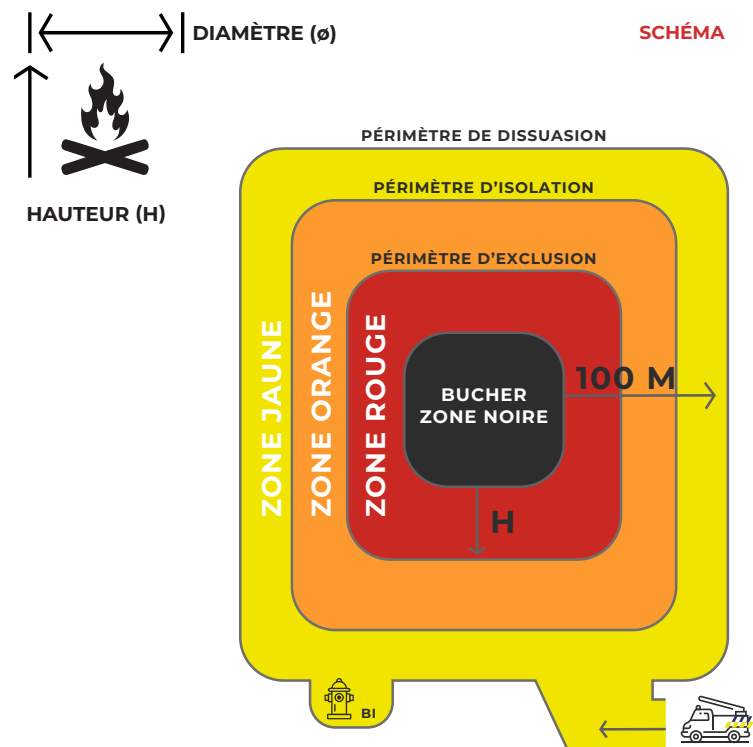 DIAMÈTRE (ø)
SCHÉMA
HAUTEUR (H)
PÉRIMÈTRE DE DISSUASION
PÉRIMÈTRE D’ISOLATION
PÉRIMÈTRE D’EXCLUSION
ZONE JAUNE
ZONE ORANGE
ZONE ROUGE
BUCHER
ZONE NOIRE
100 M
H
BI